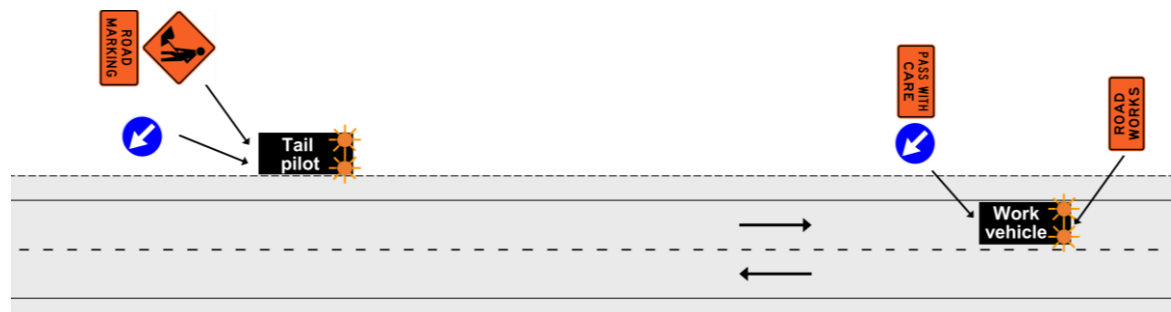 ROAD
MARKING
Tail
pilot
PASS WITH
CARE
ROAD
WORKS
Work
vehicle